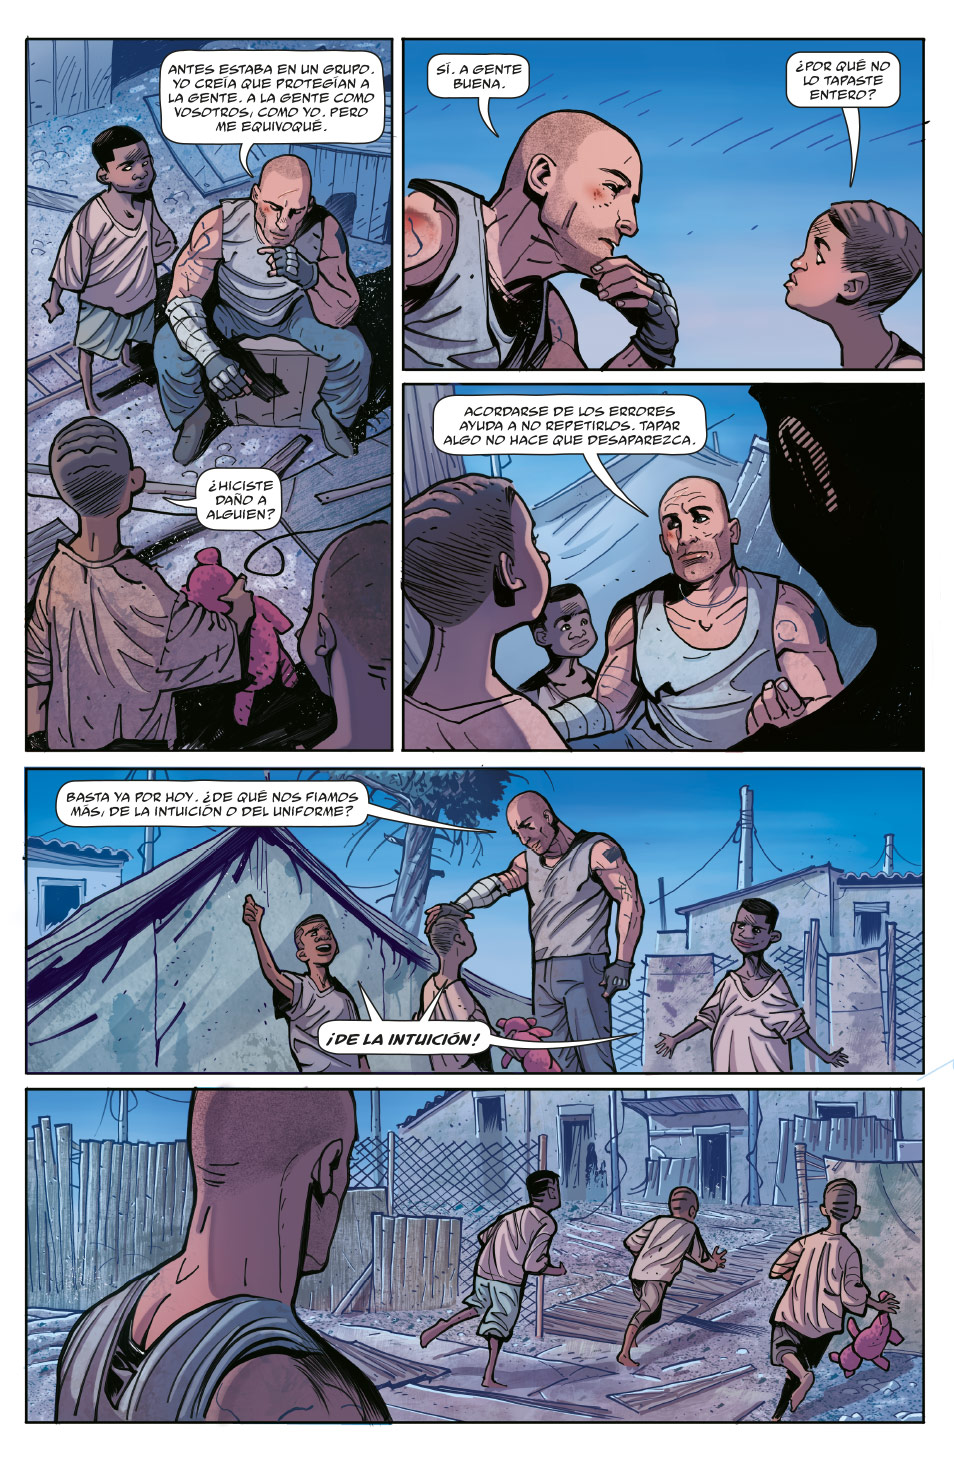 ANTES ESTABA EN UN GRUPO.
YO CREÍA QUE PROTEGÍAN A
LA GENTE. A LA GENTE COMO
VOSOTROS, COMO YO. PERO
ME EQUIVOQUÉ.
¿HICISTE
DAÑO A
ALGUIEN?
SÍ. A GENTE
BUENA.
¿POR QUÉ NO
LO TAPASTE
ENTERO?
ACORDARSE DE LOS ERRORES
AYUDA A NO REPETIRLOS. TAPAR
ALGO NO HACE QUE DESAPAREZCA.
BASTA YA POR HOY. ¿DE QUÉ NOS FIAMOS
MÁS, DE LA INTUICIÓN O DEL UNIFORME?
¡DE LA INTUICIÓN!